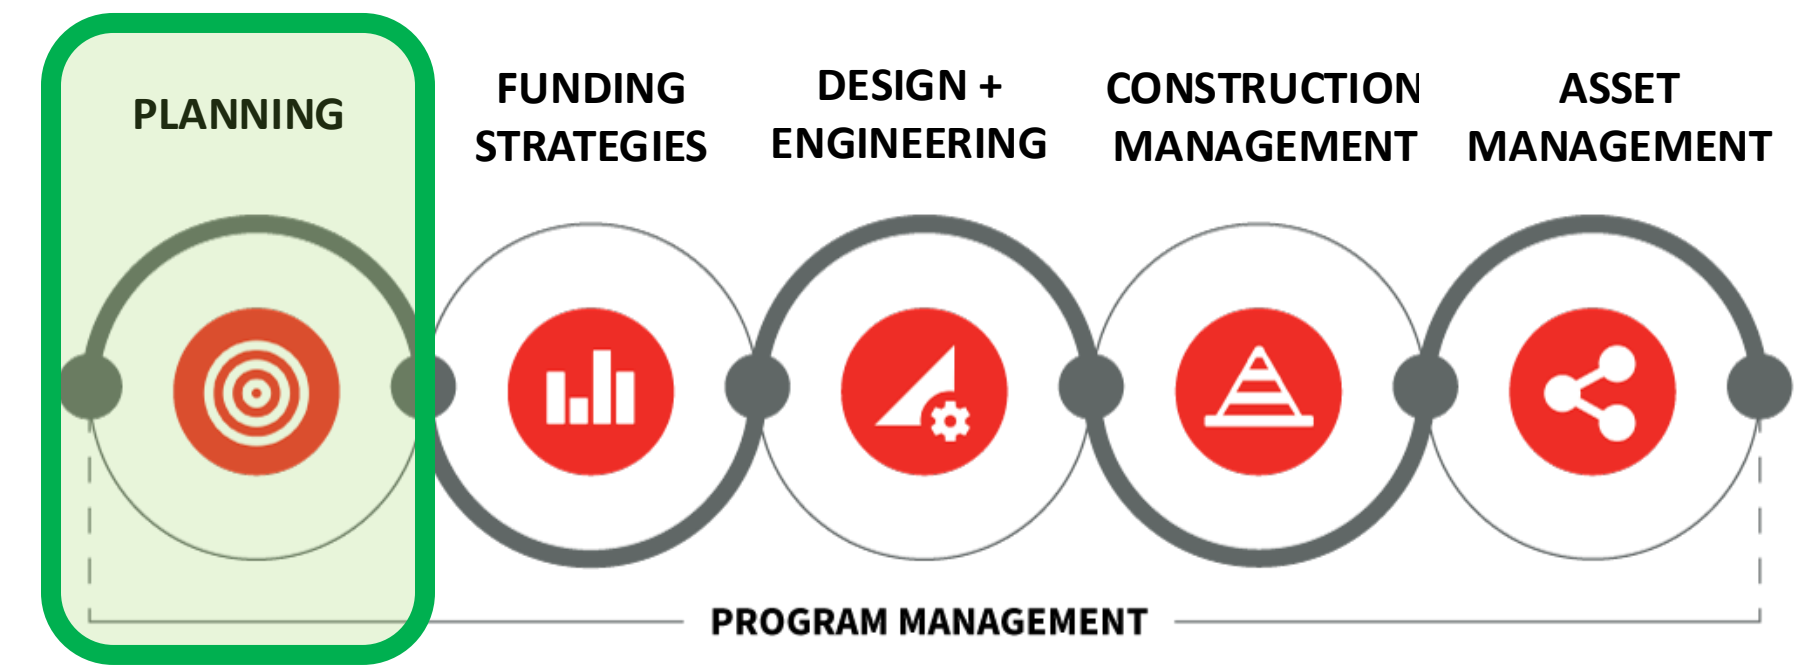 PLANNING
FUNDING
STRATEGIES
DESIGN +
ENGINEERING
CONSTRUCTION
MANAGEMENT
ASSET
MANAGEMENT
PROGRAM MANAGEMENT